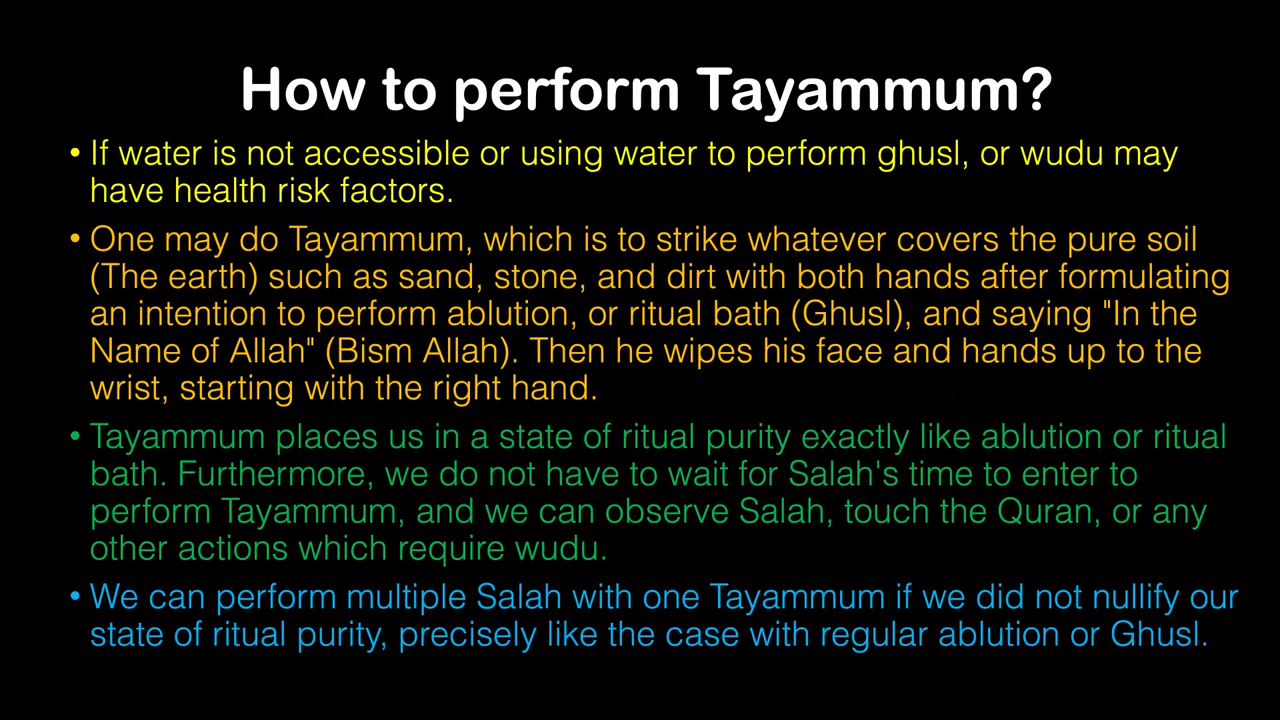 How to perform Tayammum?
• If water is not accessible or using water to perform ghusl, or wudu may
have health risk factors.
• One may do Tayammum, which is to strike whatever covers the pure soil
(The earth) such as sand, stone, and dirt with both hands after formulating
an intention to perform ablution, or ritual bath (Ghusl), and saying "In the
Name of Allah" (Bism Allah). Then he wipes his face and hands up to the
wrist, starting with the right hand.
• Tayammum places us in a state of ritual purity exactly like ablution or ritual
bath. Furthermore, we do not have to wait for Salah's time to enter to
perform Tayammum, and we can observe Salah, touch the Quran, or any
other actions which require wudu.
• We can perform multiple Salah with one Tayammum if we did not nullify our
state of ritual purity, precisely like the case with regular ablution or Ghusl.